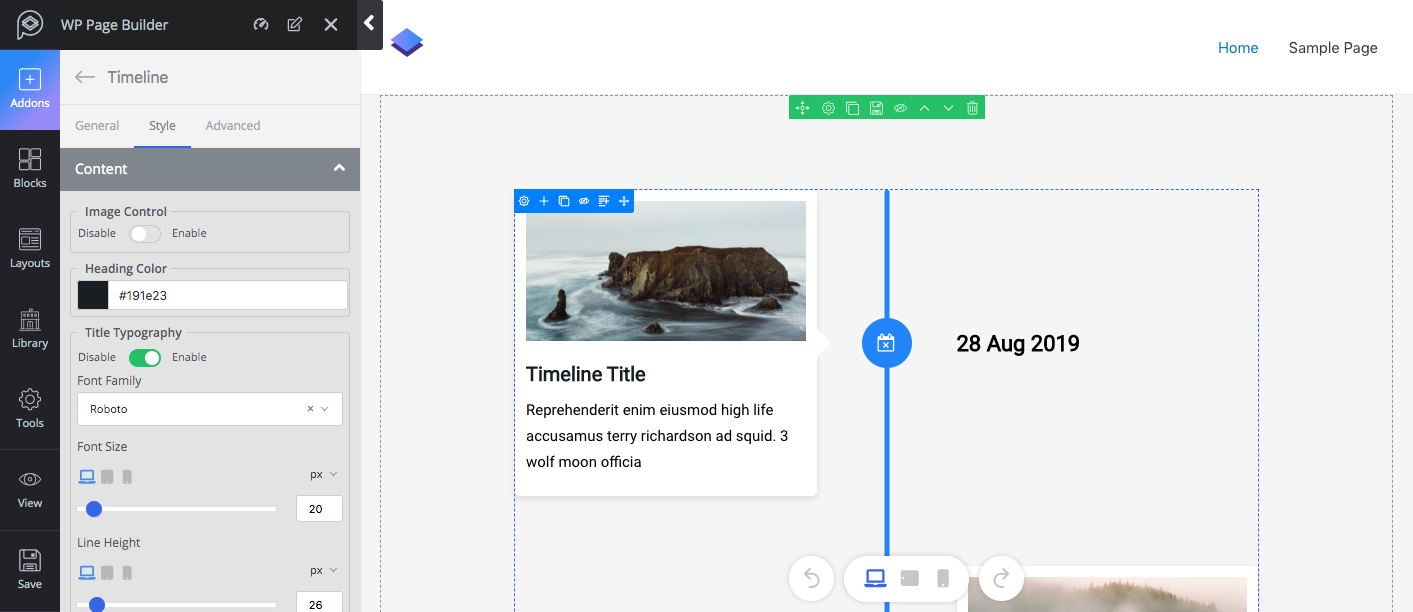 WP Page Builder
Home
Sample Page
Addons
Blocks
Layouts
Library
Tools
View
Save
Timeline
General
Style
Advanced
Content
Image Control
Disable
Enable
Heading Color
#191e23
Title Typography
Disable
Enable
Font Family
Roboto
Font Size
px
20
Line Height
px
26
Timeline Title
Reprehenderit enim eiusmod high life
accusamus terry richardson ad squid. 3
wolf moon officia
28 Aug 2019